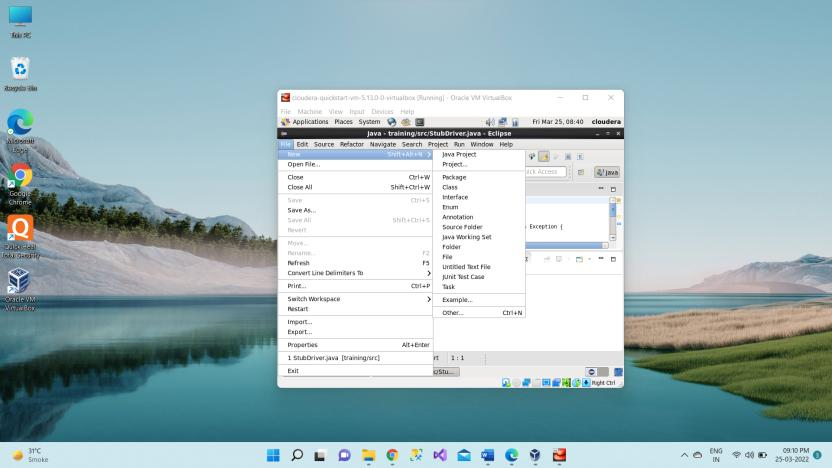 This PC
Recycle Bin
Microsoft Edge
Google Chrome
Quick Heal Total Security
Oracle VM VirtualBox
cloudera-quickstart-vm-5.13.0-0-virtualbox [Running] - Oracle VM VirtualBox
File Machine View Input Devices Help
Applications Places System Fri Mar 25, 08:40 cloudera
Java - training/src/StubDriver.java - Eclipse
File Edit Source Refactor Navigate Search Project Run Window Help
New Shift+Alt+N
Open File...
Close Ctrl+W
Close All Shift+Ctrl+W
Save Ctrl+S
Save As...
Save All Shift+Ctrl+S
Revert
Move...
Rename... F2
Refresh F5
Convert Line Delimiters To
Print... Ctrl+P
Switch Workspace
Restart
Import...
Export...
Properties Alt+Enter
1 StubDriver.java [training/src]
Exit
Java Project
Project...
Package
Class
Interface
Enum
Annotation
Source Folder
Java Working Set
Folder
File
Untitled Text File
JUnit Test Case
Task
Example...
Other... Ctrl+N
Access
Java
Exception {
1 : 1
Right Ctrl
31°C
Smoke
ENG
IN
09:10 PM
25-03-2022
3